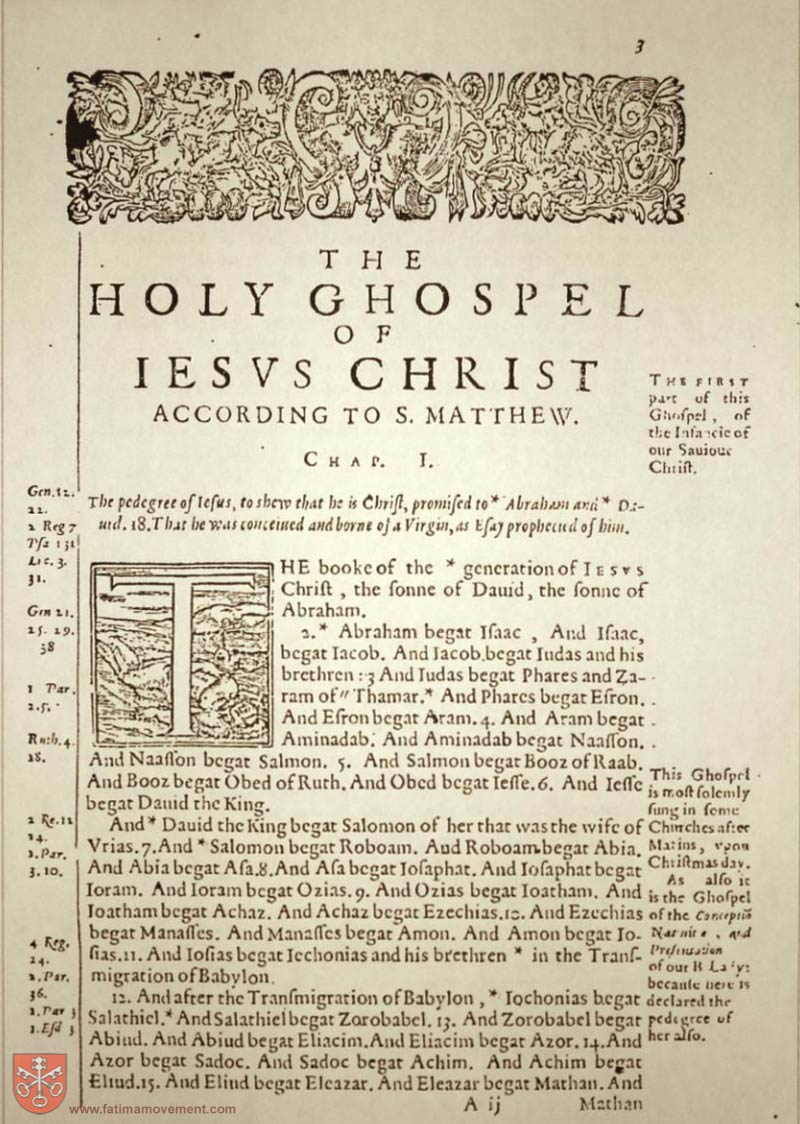 3
THE
HOLY GHOSPEL
OF
IESVS CHRIST
ACCORDING TO S. MATTHEW.
CHAP. I.
The pedegree of Ieſus, to shew that he is Chriſt, promiſed to * Abraham and * Da-
uid. 18. That he was conceiued and borne of a Virgin, as Eſay prophecied of him.
THE booke of the * generation of IESVS
Chriſt , the ſonne of Dauid, the ſonne of
Abraham.
2. * Abraham begat Iſaac , And Iſaac,
begat Iacob. And Iacob begat Iudas and his
brethren : 3 And Iudas begat Phares and Za-
ram of " Thamar. * And Phares begat Eſron.
And Eſron begat Aram. 4. And Aram begat
Aminadab. And Aminadab begat Naaſſon.
And Naaſſon begat Salmon. 5. And Salmon begat Booz of Raab.
And Booz begat Obed of Ruth. And Obed begat Ieſſe. 6. And Ieſſe
begat Dauid the King.
And * Dauid the King begat Salomon of her that was the wife of
Vrias. 7. And * Salomon begat Roboam. And Roboam begat Abia.
And Abia begat Aſa. 8. And Aſa begat Ioſaphat. And Ioſaphat begat
Ioram. And Ioram begat Ozias. 9. And Ozias begat Ioatham. And
Ioatham begat Achaz. And Achaz begat Ezechias. 10. And Ezechias
begat Manaſſes. And Manaſſes begat Amon. And Amon begat Io-
ſias. 11. And Ioſias begat Iechonias and his brethren * in the Tranſ-
migration of Babylon.
12. And after the Tranſmigration of Babylon , * Iechonias begat
Salathiel. * And Salathiel begat Zorobabel. 13. And Zorobabel begat
Abiud. And Abiud begat Eliacim. And Eliacim begat Azor. 14. And
Azor begat Sadoc. And Sadoc begat Achim. And Achim begat
Eliud. 15. And Eliud begat Eleazar. And Eleazar begat Mathan. And
A ij Mathan
Gen. 12.
22.
2 Reg 7
Pſa 131
Luc. 3.
31.
Gen 21.
25. 29.
38
1 Par.
2.5.
Ruth. 4.
18.
2 Re. 12
24.
1. Par.
3. 10.
4 Reg.
24.
2. Par.
36.
1. Par 3
1. Eſd 3
THE FIRST
part of this
Ghoſpel , of
the Infancie of
our Sauiour
Chriſt.
This Ghoſpel
is moſt ſolemly
ſung in ſome
Churches after
Matins, vpon
Chriſtmas day.
As alſo it
is the Ghoſpel
of the Conceptiō
Natiuitie , and
Preſentation
of our B Lady:
becauſe here is
declared the
pedegree of
her alſo.
www.fatimamovement.com